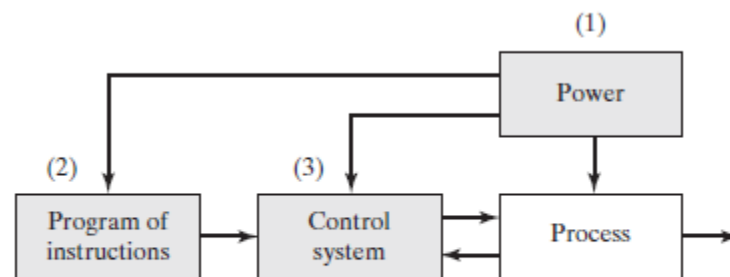 (1)
Power
(2)
(3)
Program of
instructions
Control
system
Process